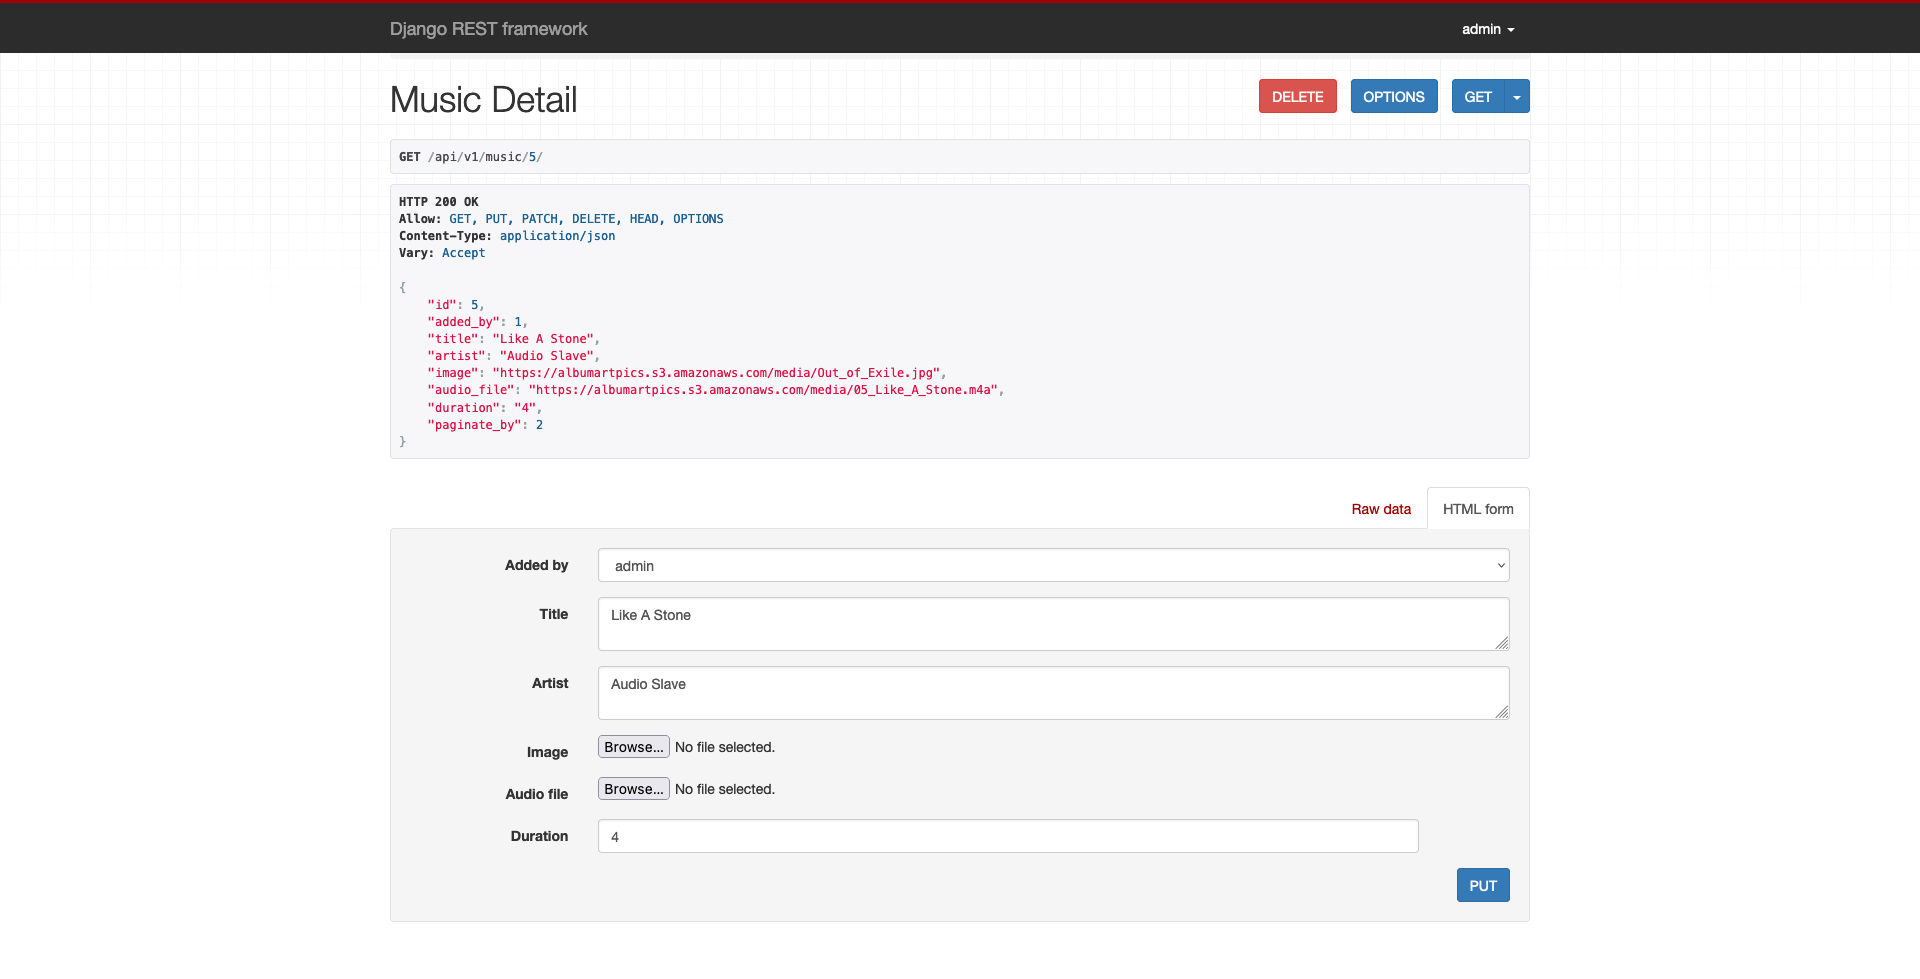 Django REST framework
admin
Music Detail
DELETE
OPTIONS
GET
GET /api/v1/music/5/
HTTP 200 OK
Allow: GET, PUT, PATCH, DELETE, HEAD, OPTIONS
Content-Type: application/json
Vary: Accept
{
"id": 5,
"added_by": 1,
"title": "Like A Stone",
"artist": "Audio Slave",
"image": "https://albumartpics.s3.amazonaws.com/media/Out_of_Exile.jpg",
"audio_file": "https://albumartpics.s3.amazonaws.com/media/05_Like_A_Stone.m4a",
"duration": "4",
"paginate_by": 2
}
Raw data
HTML form
Added by
admin
Title
Like A Stone
Artist
Audio Slave
Image
Browse... No file selected.
Audio file
Browse... No file selected.
Duration
4
PUT